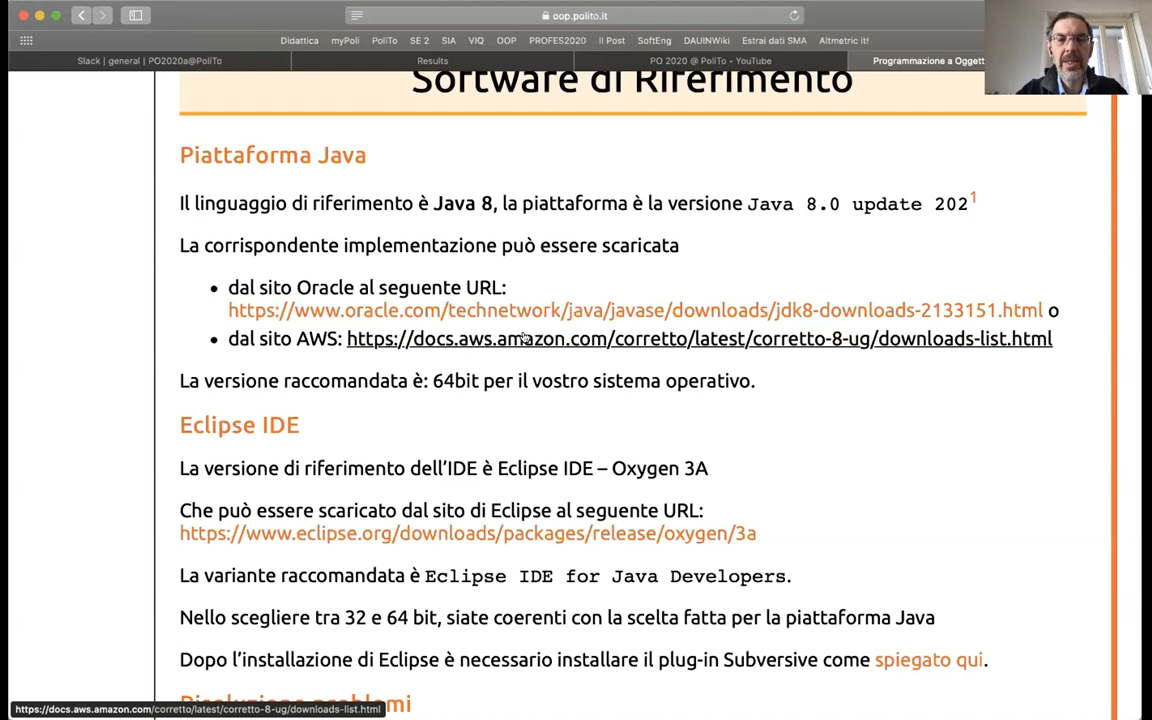 oop.polito.it
Didattica myPoli PoliTo SE 2 SIA VIQ OOP PROFES2020 Il Post SoftEng DAUINWiki Estrai dati SMA Altmetric it!
Slack | general | PO2020a@PoliTo Results PO 2020 @ PoliTo - YouTube Programmazione a Oggett
Software di Riferimento
Piattaforma Java
Il linguaggio di riferimento è Java 8, la piattaforma è la versione Java 8.0 update 202¹
La corrispondente implementazione può essere scaricata
• dal sito Oracle al seguente URL:
https://www.oracle.com/technetwork/java/javase/downloads/jdk8-downloads-2133151.html o
• dal sito AWS: https://docs.aws.amazon.com/corretto/latest/corretto-8-ug/downloads-list.html
La versione raccomandata è: 64bit per il vostro sistema operativo.
Eclipse IDE
La versione di riferimento dell'IDE è Eclipse IDE – Oxygen 3A
Che può essere scaricato dal sito di Eclipse al seguente URL:
https://www.eclipse.org/downloads/packages/release/oxygen/3a
La variante raccomandata è Eclipse IDE for Java Developers.
Nello scegliere tra 32 e 64 bit, siate coerenti con la scelta fatta per la piattaforma Java
Dopo l'installazione di Eclipse è necessario installare il plug-in Subversive come spiegato qui.
Risoluzione problemi
https://docs.aws.amazon.com/corretto/latest/corretto-8-ug/downloads-list.html